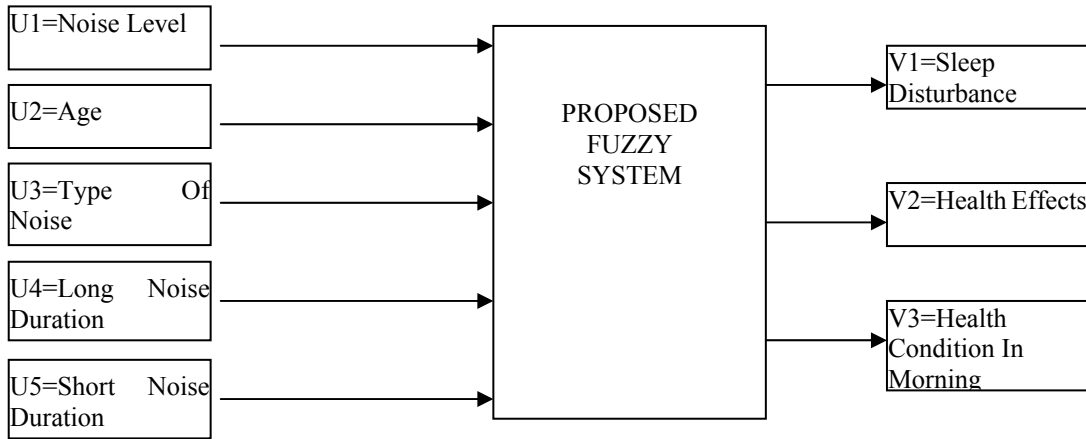 U1=Noise Level
U2=Age
U3=Type Of
Noise
U4=Long Noise
Duration
U5=Short Noise
Duration
PROPOSED
FUZZY
SYSTEM
V1=Sleep
Disturbance
V2=Health Effects
V3=Health
Condition In
Morning